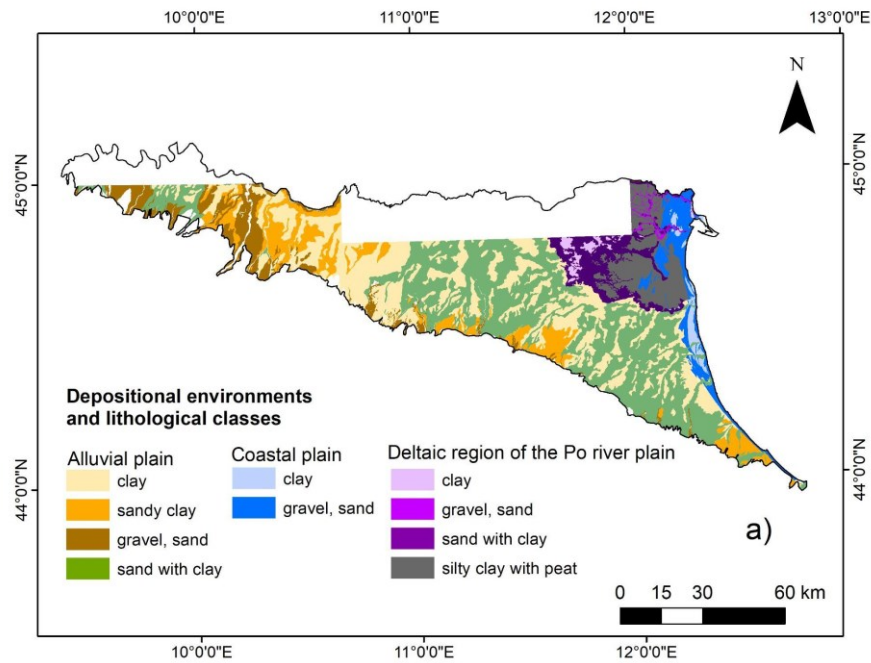 10°0'0"E 11°0'0"E 12°0'0"E 13°0'0"E
N
45°0'0"N 45°0'0"N
Depositional environments
and lithological classes
Alluvial plain
clay
sandy clay
gravel, sand
sand with clay
Coastal plain
clay
gravel, sand
Deltaic region of the Po river plain
clay
gravel, sand
sand with clay
silty clay with peat
44°0'0"N 44°0'0"N
a)
0 15 30 60 km
10°0'0"E 11°0'0"E 12°0'0"E